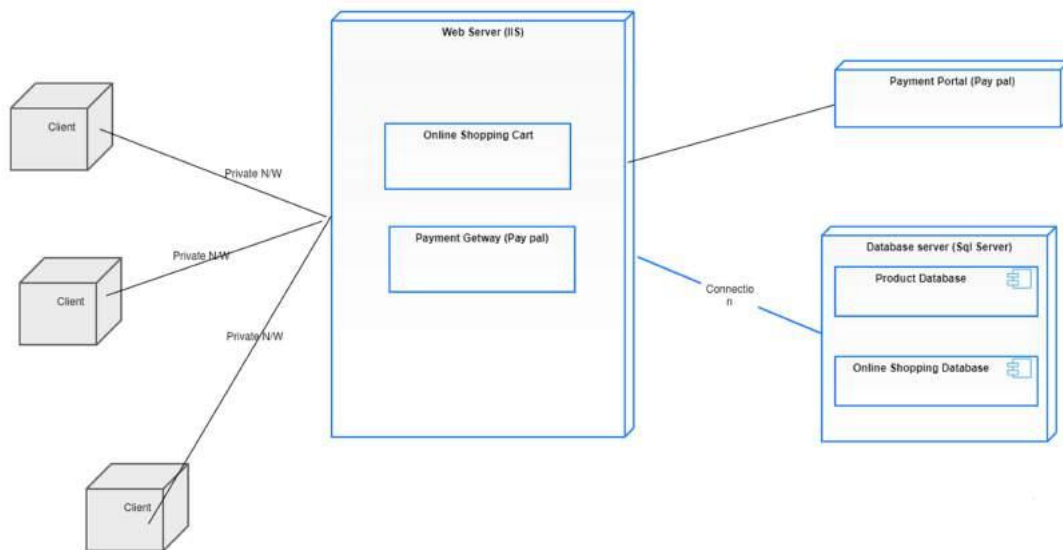 Web Server (IIS)
Payment Portal (Pay pal)
Client
Online Shopping Cart
Private N/W
Payment Getway (Pay pal)
Database server (Sql Server)
Private N/W
Product Database
Client
Connectio
n
Private N/W
Online Shopping Database
Client